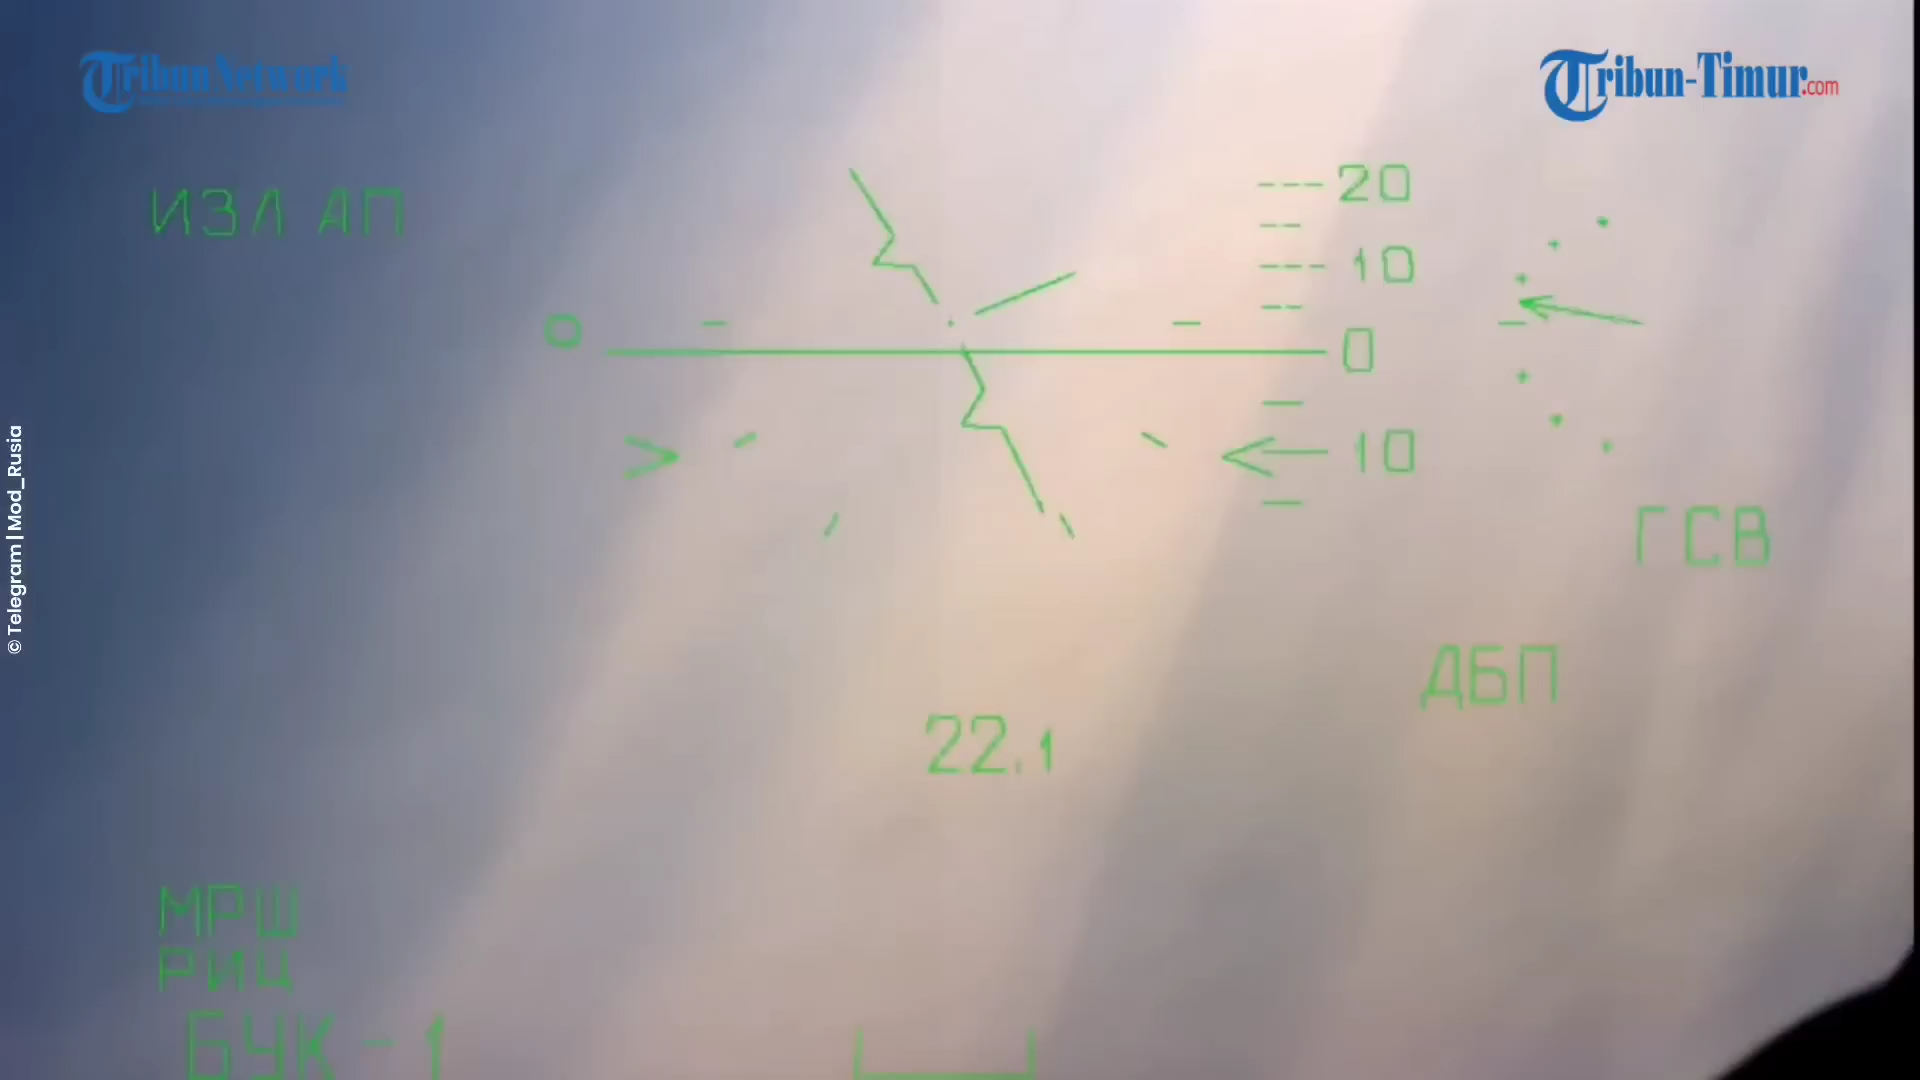 Tribun Network
Tribun-Timur.com
ИЗЛ АП
20
10
0
0
10
ГСВ
ДБП
22.1
МРШ
РИЦ
БУК-1
© Telegram | Mod_Rusia